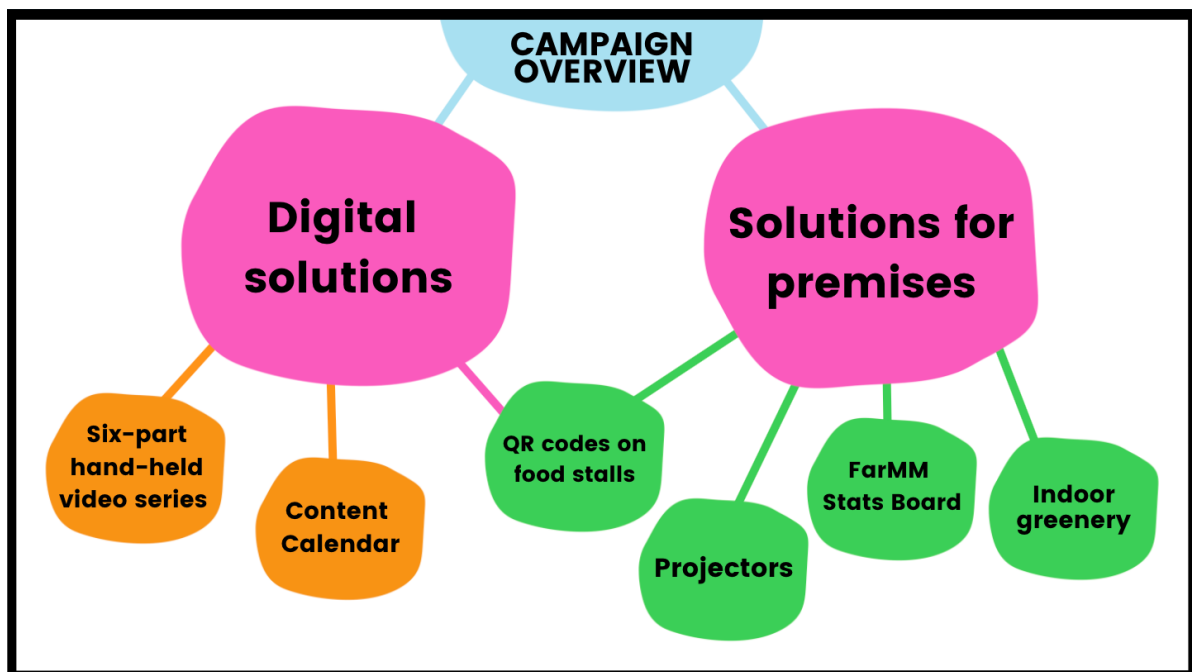 CAMPAIGN
OVERVIEW
Digital
solutions
Solutions for
premises
Six-part
hand-held
video series
Content
Calendar
QR codes on
food stalls
Projectors
FarMM
Stats Board
Indoor
greenery